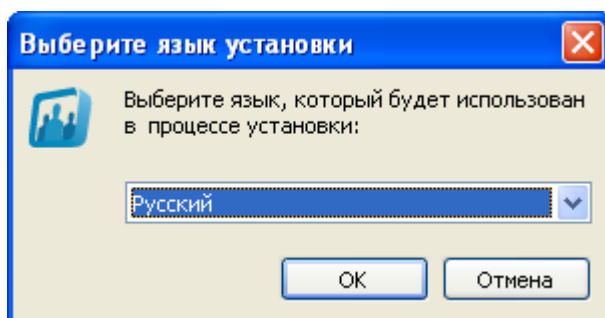 Выберите язык установки
Выберите язык, который будет использован
в процессе установки:
Русский
OK
Отмена